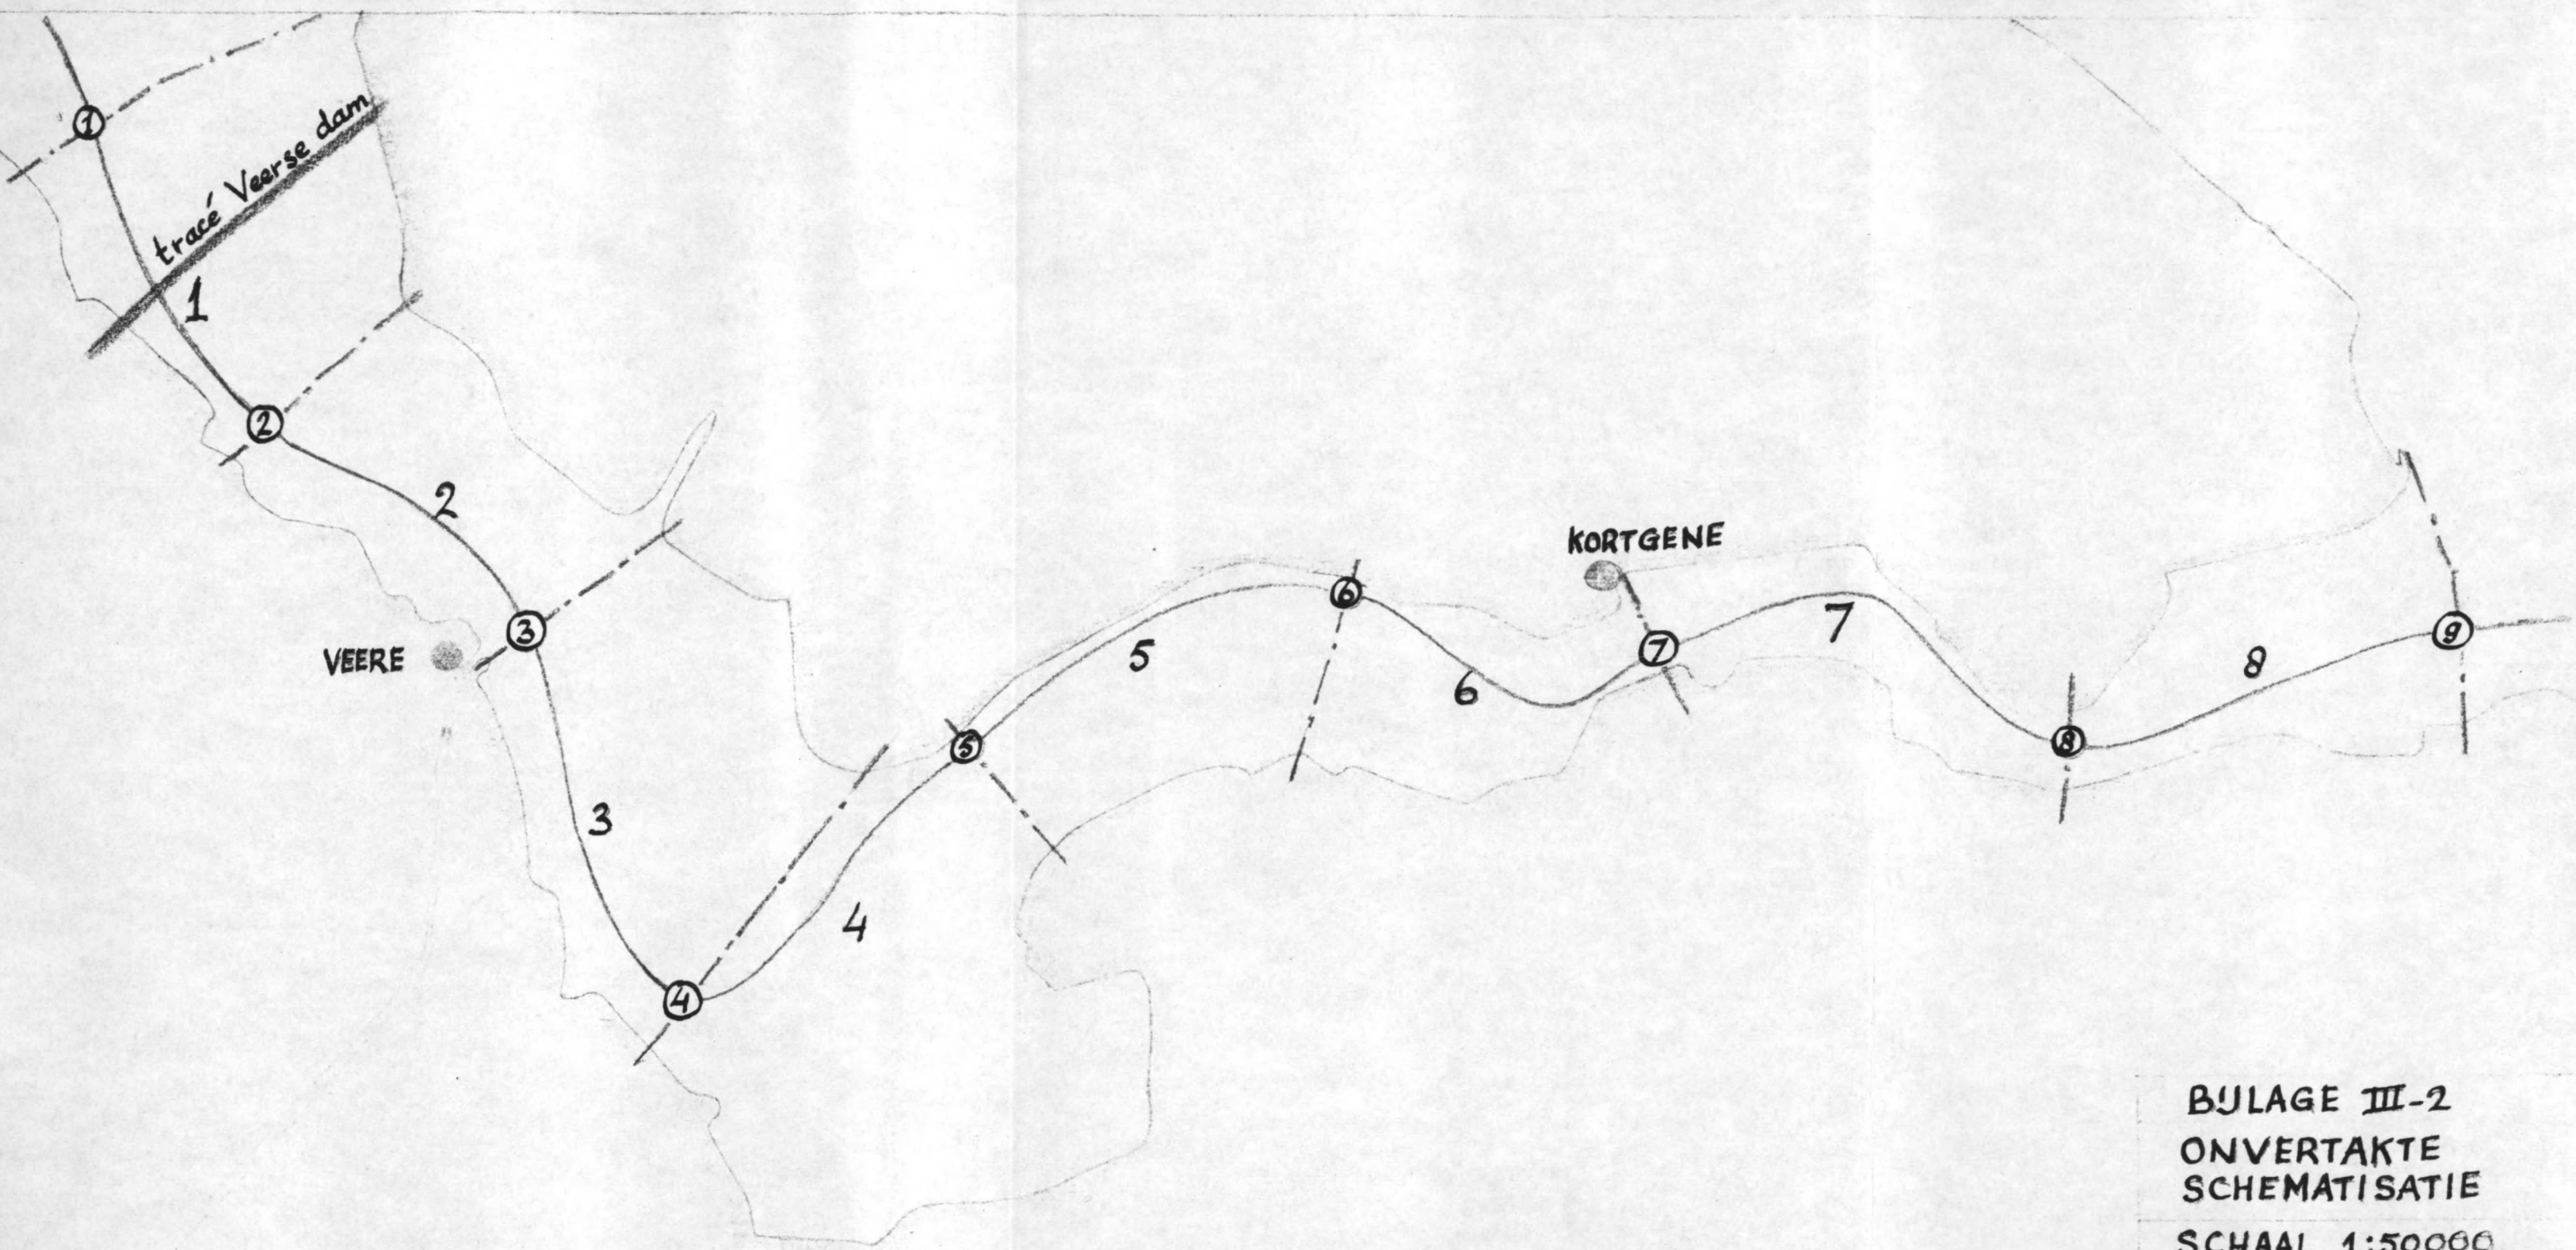 ①
tracé Veerse dam
1
②
2
③
VEERE
3
④
4
⑤
5
⑥
6
KORTGENE
⑦
7
⑧
8
⑨
BIJLAGE III-2
ONVERTAKTE
SCHEMATISATIE
SCHAAL 1:50000